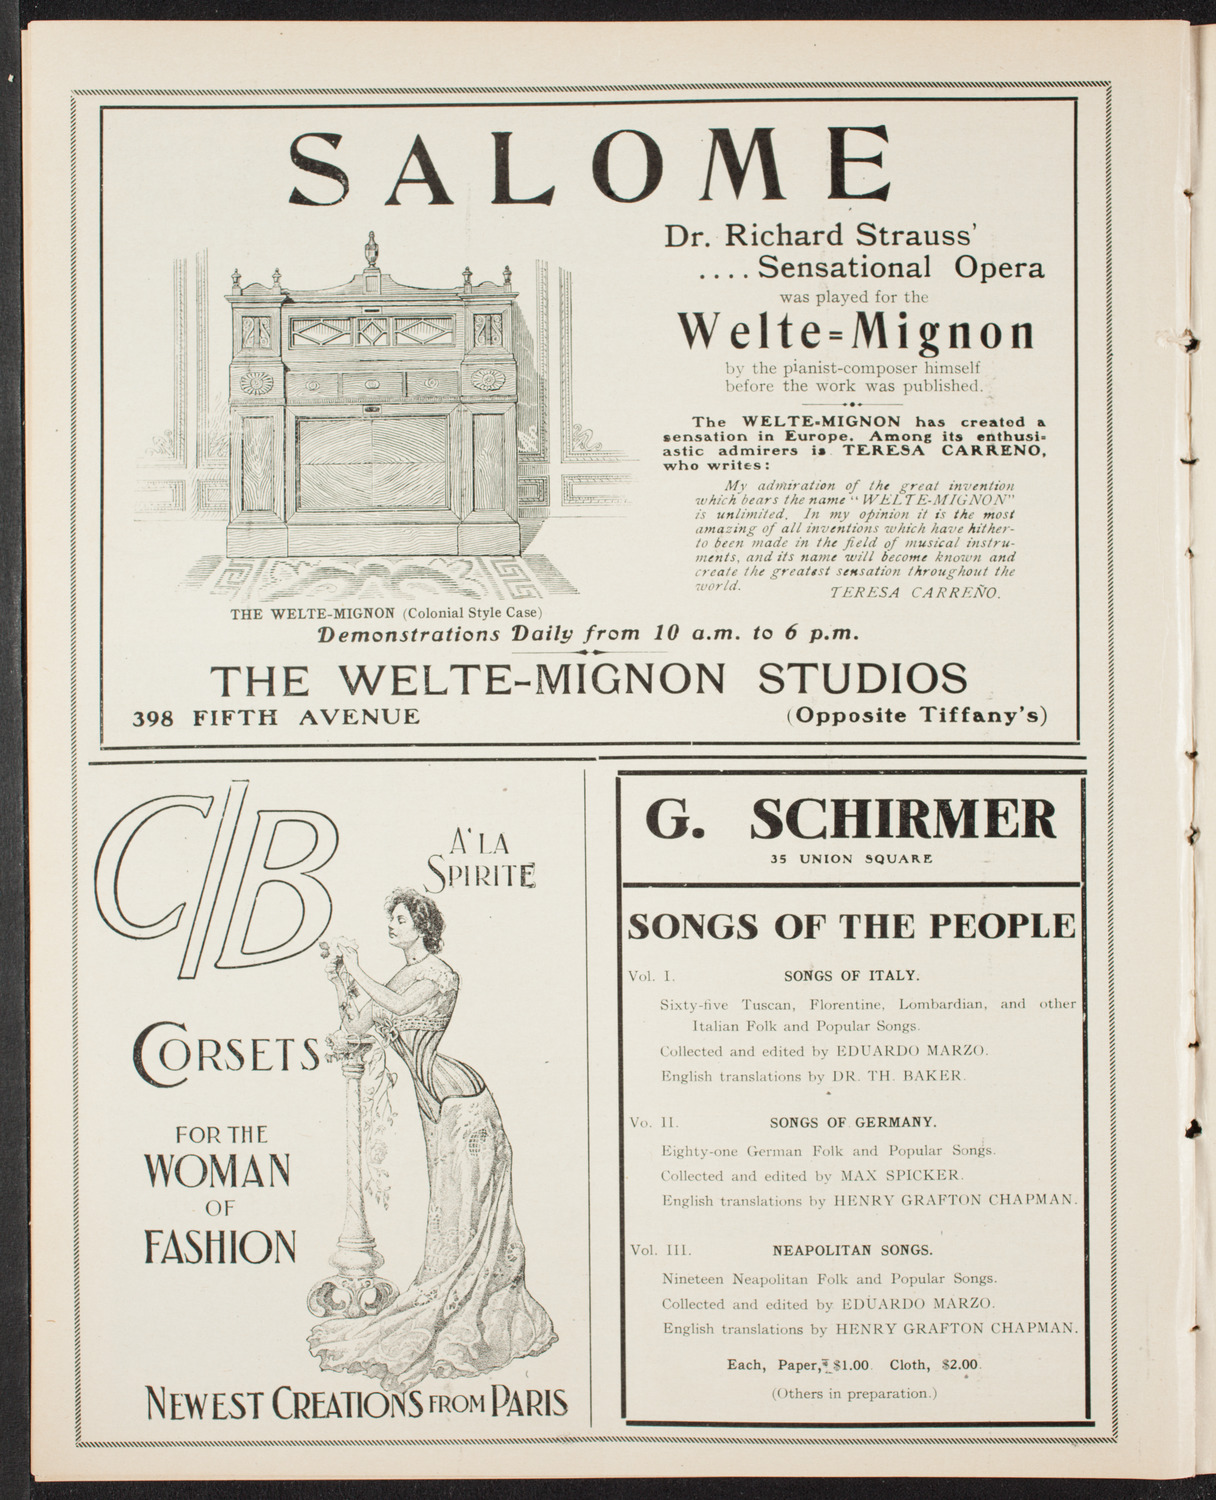 SALOME
Dr. Richard Strauss'
.... Sensational Opera
was played for the
Welte=Mignon
by the pianist-composer himself
before the work was published.
The WELTE=MIGNON has created a
sensation in Europe. Among its enthusi=
astic admirers is TERESA CARRENO,
who writes:
My admiration of the great invention
which bears the name "WELTE-MIGNON"
is unlimited. In my opinion it is the most
amazing of all inventions which have hither-
to been made in the field of musical instru-
ments, and its name will become known and
create the greatest sensation throughout the
world.
TERESA CARREÑO.
THE WELTE-MIGNON (Colonial Style Case)
Demonstrations Daily from 10 a.m. to 6 p.m.
THE WELTE-MIGNON STUDIOS
398 FIFTH AVENUE
(Opposite Tiffany's)
C/B
A'LA
SPIRITE
CORSETS
FOR THE
WOMAN
OF
FASHION
NEWEST CREATIONS FROM PARIS
G. SCHIRMER
35 UNION SQUARE
SONGS OF THE PEOPLE
Vol. I. SONGS OF ITALY.
Sixty-five Tuscan, Florentine, Lombardian, and other
Italian Folk and Popular Songs.
Collected and edited by EDUARDO MARZO.
English translations by DR. TH. BAKER.
Vo. II. SONGS OF GERMANY.
Eighty-one German Folk and Popular Songs.
Collected and edited by MAX SPICKER.
English translations by HENRY GRAFTON CHAPMAN.
Vol. III. NEAPOLITAN SONGS.
Nineteen Neapolitan Folk and Popular Songs.
Collected and edited by EDUARDO MARZO.
English translations by HENRY GRAFTON CHAPMAN.
Each, Paper, $1.00. Cloth, $2.00.
(Others in preparation.)